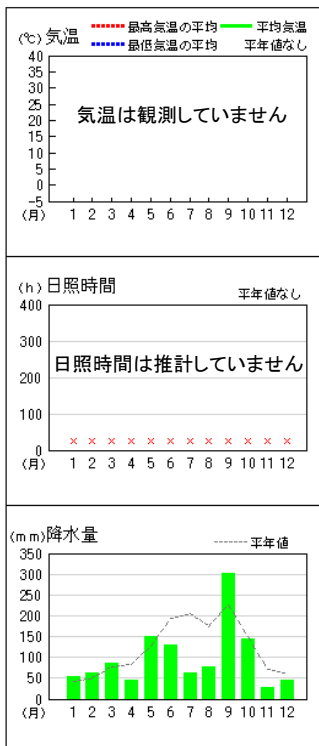 (℃)気温 最高気温の平均 平均気温
最低気温の平均 平年値なし
40
35
30
25
20
15
10
5
0
-5
気温は観測していません
(月) 1 2 3 4 5 6 7 8 9 10 11 12
(h)日照時間 平年値なし
400
300
200
100
0
日照時間は推計していません
(月) 1 2 3 4 5 6 7 8 9 10 11 12
(mm)降水量 平年値
350
300
250
200
150
100
50
0
(月) 1 2 3 4 5 6 7 8 9 10 11 12